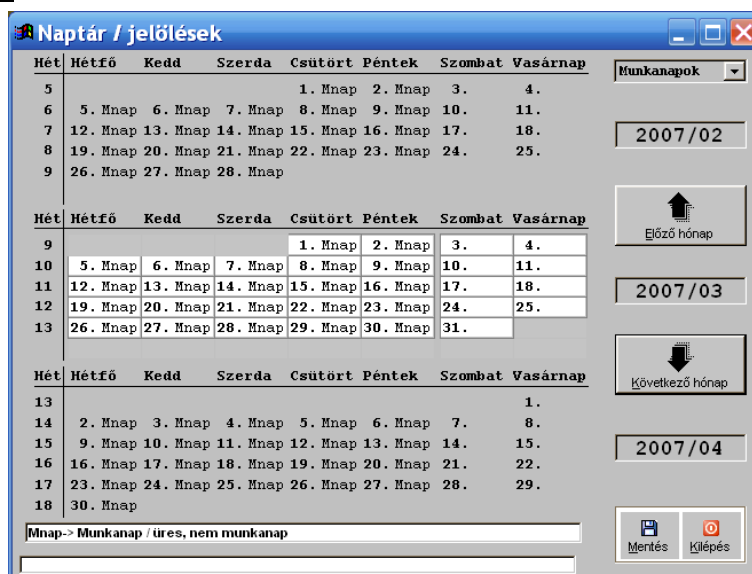 Naptár / jelölések
Hét Hétfő Kedd Szerda Csütört Péntek Szombat Vasárnap
Munkanapok
5 1. Mnap 2. Mnap 3. 4.
6 5. Mnap 6. Mnap 7. Mnap 8. Mnap 9. Mnap 10. 11.
7 12. Mnap 13. Mnap 14. Mnap 15. Mnap 16. Mnap 17. 18.
2007/02
8 19. Mnap 20. Mnap 21. Mnap 22. Mnap 23. Mnap 24. 25.
9 26. Mnap 27. Mnap 28. Mnap
Hét Hétfő Kedd Szerda Csütört Péntek Szombat Vasárnap
Előző hónap
9 1. Mnap 2. Mnap 3. 4.
10 5. Mnap 6. Mnap 7. Mnap 8. Mnap 9. Mnap 10. 11.
11 12. Mnap 13. Mnap 14. Mnap 15. Mnap 16. Mnap 17. 18.
2007/03
12 19. Mnap 20. Mnap 21. Mnap 22. Mnap 23. Mnap 24. 25.
13 26. Mnap 27. Mnap 28. Mnap 29. Mnap 30. Mnap 31.
Hét Hétfő Kedd Szerda Csütört Péntek Szombat Vasárnap
Következő hónap
13 1.
14 2. Mnap 3. Mnap 4. Mnap 5. Mnap 6. Mnap 7. 8.
15 9. Mnap 10. Mnap 11. Mnap 12. Mnap 13. Mnap 14. 15.
2007/04
16 16. Mnap 17. Mnap 18. Mnap 19. Mnap 20. Mnap 21. 22.
17 23. Mnap 24. Mnap 25. Mnap 26. Mnap 27. Mnap 28. 29.
18 30. Mnap
Mnap-> Munkanap / üres, nem munkanap
Mentés Kilépés